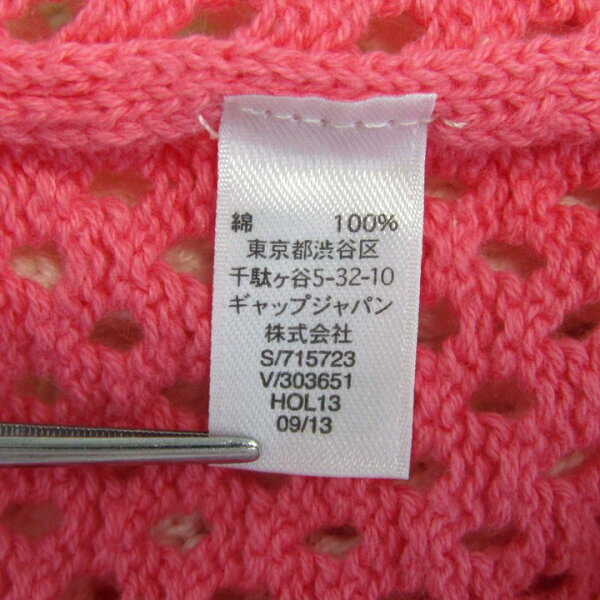 綿 100%
東京都渋谷区
千駄ヶ谷5-32-10
ギャップジャパン
株式会社
S/715723
V/303651
HOL13
09/13